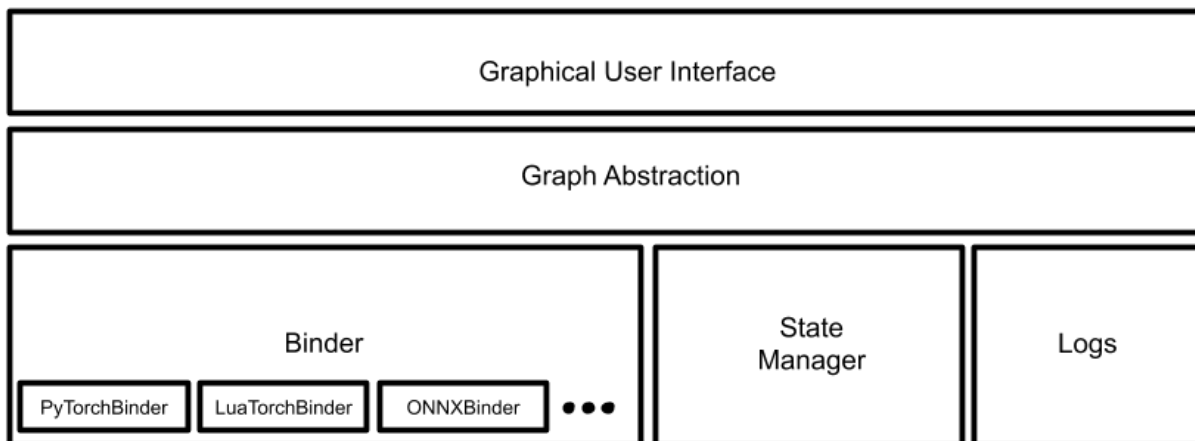 Graphical User Interface
Graph Abstraction
Binder
State
Manager
Logs
PyTorchBinder
LuaTorchBinder
ONNXBinder